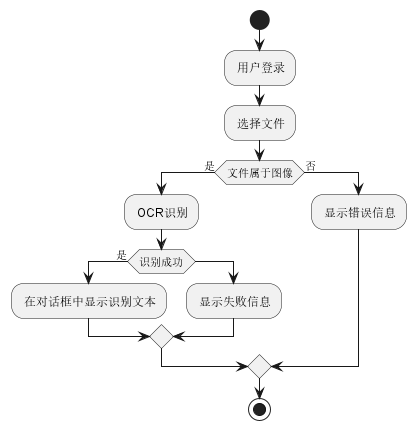 用户登录
选择文件
是
文件属于图像
否
OCR识别
显示错误信息
是
识别成功
在对话框中显示识别文本
显示失败信息